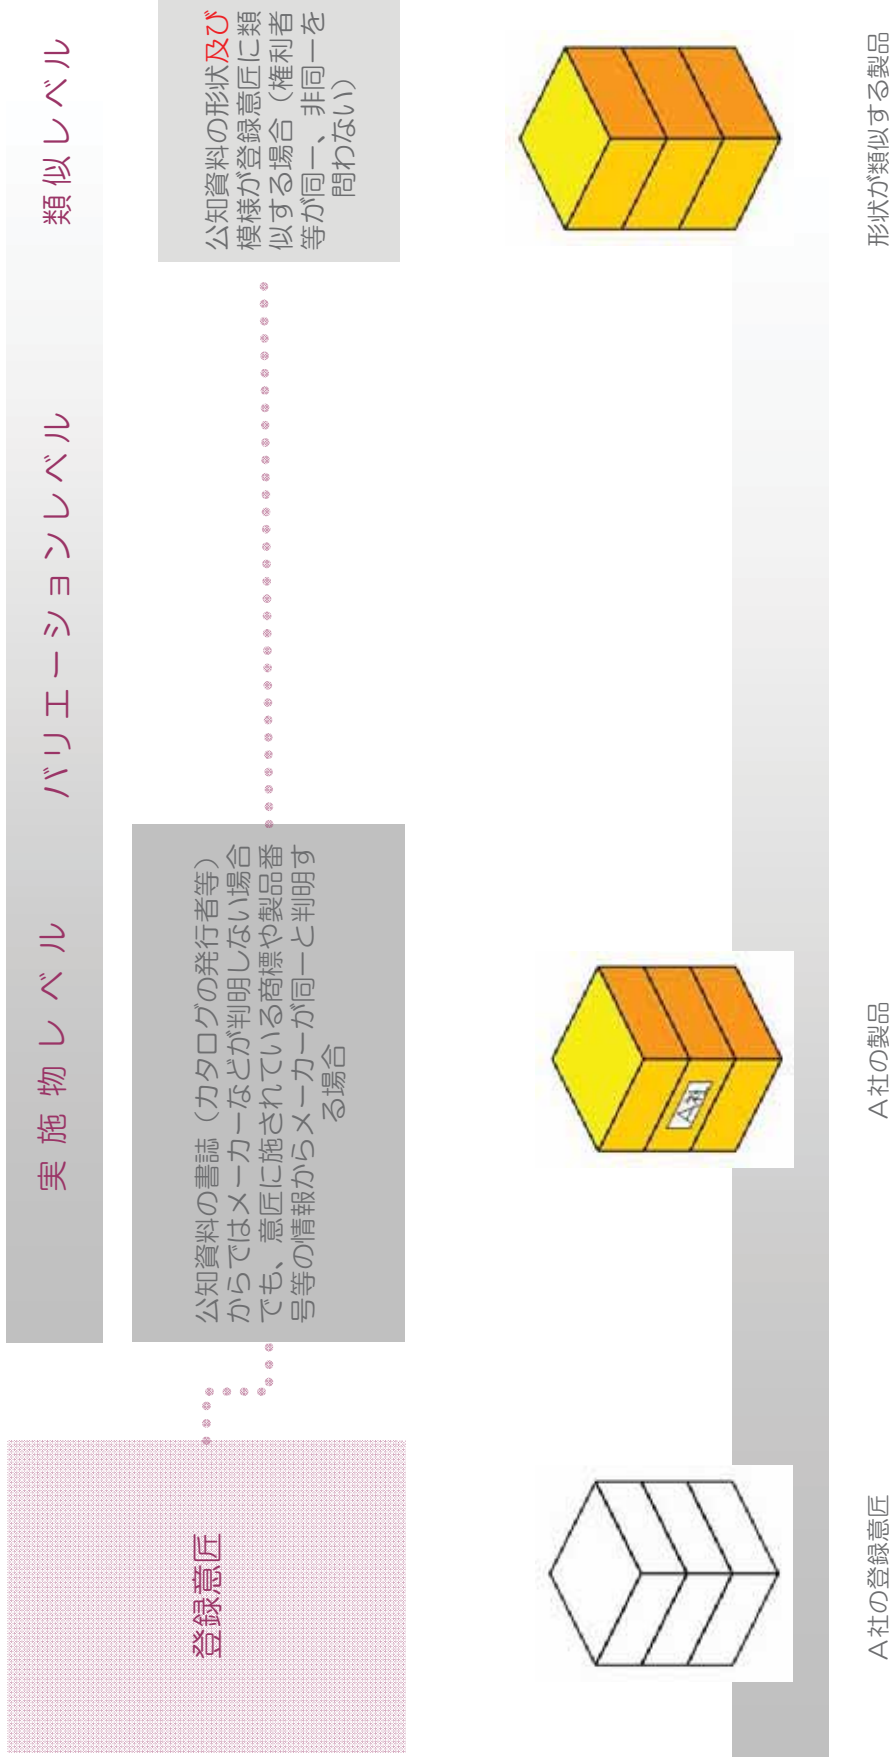 実施物レベル
バリエーションレベル
類似レベル
登録意匠
公知資料の書誌（カタログの発行者等）
からではメーカーなどが判明しない場合
でも、意匠に施されている商標や製品番
号等の情報からメーカーが同一と判明す
る場合
公知資料の形状及び
模様が登録意匠に類
似する場合（権利者
等が同一、非同一を
問わない）
A社
A社の登録意匠
A社の製品
形状が類似する製品